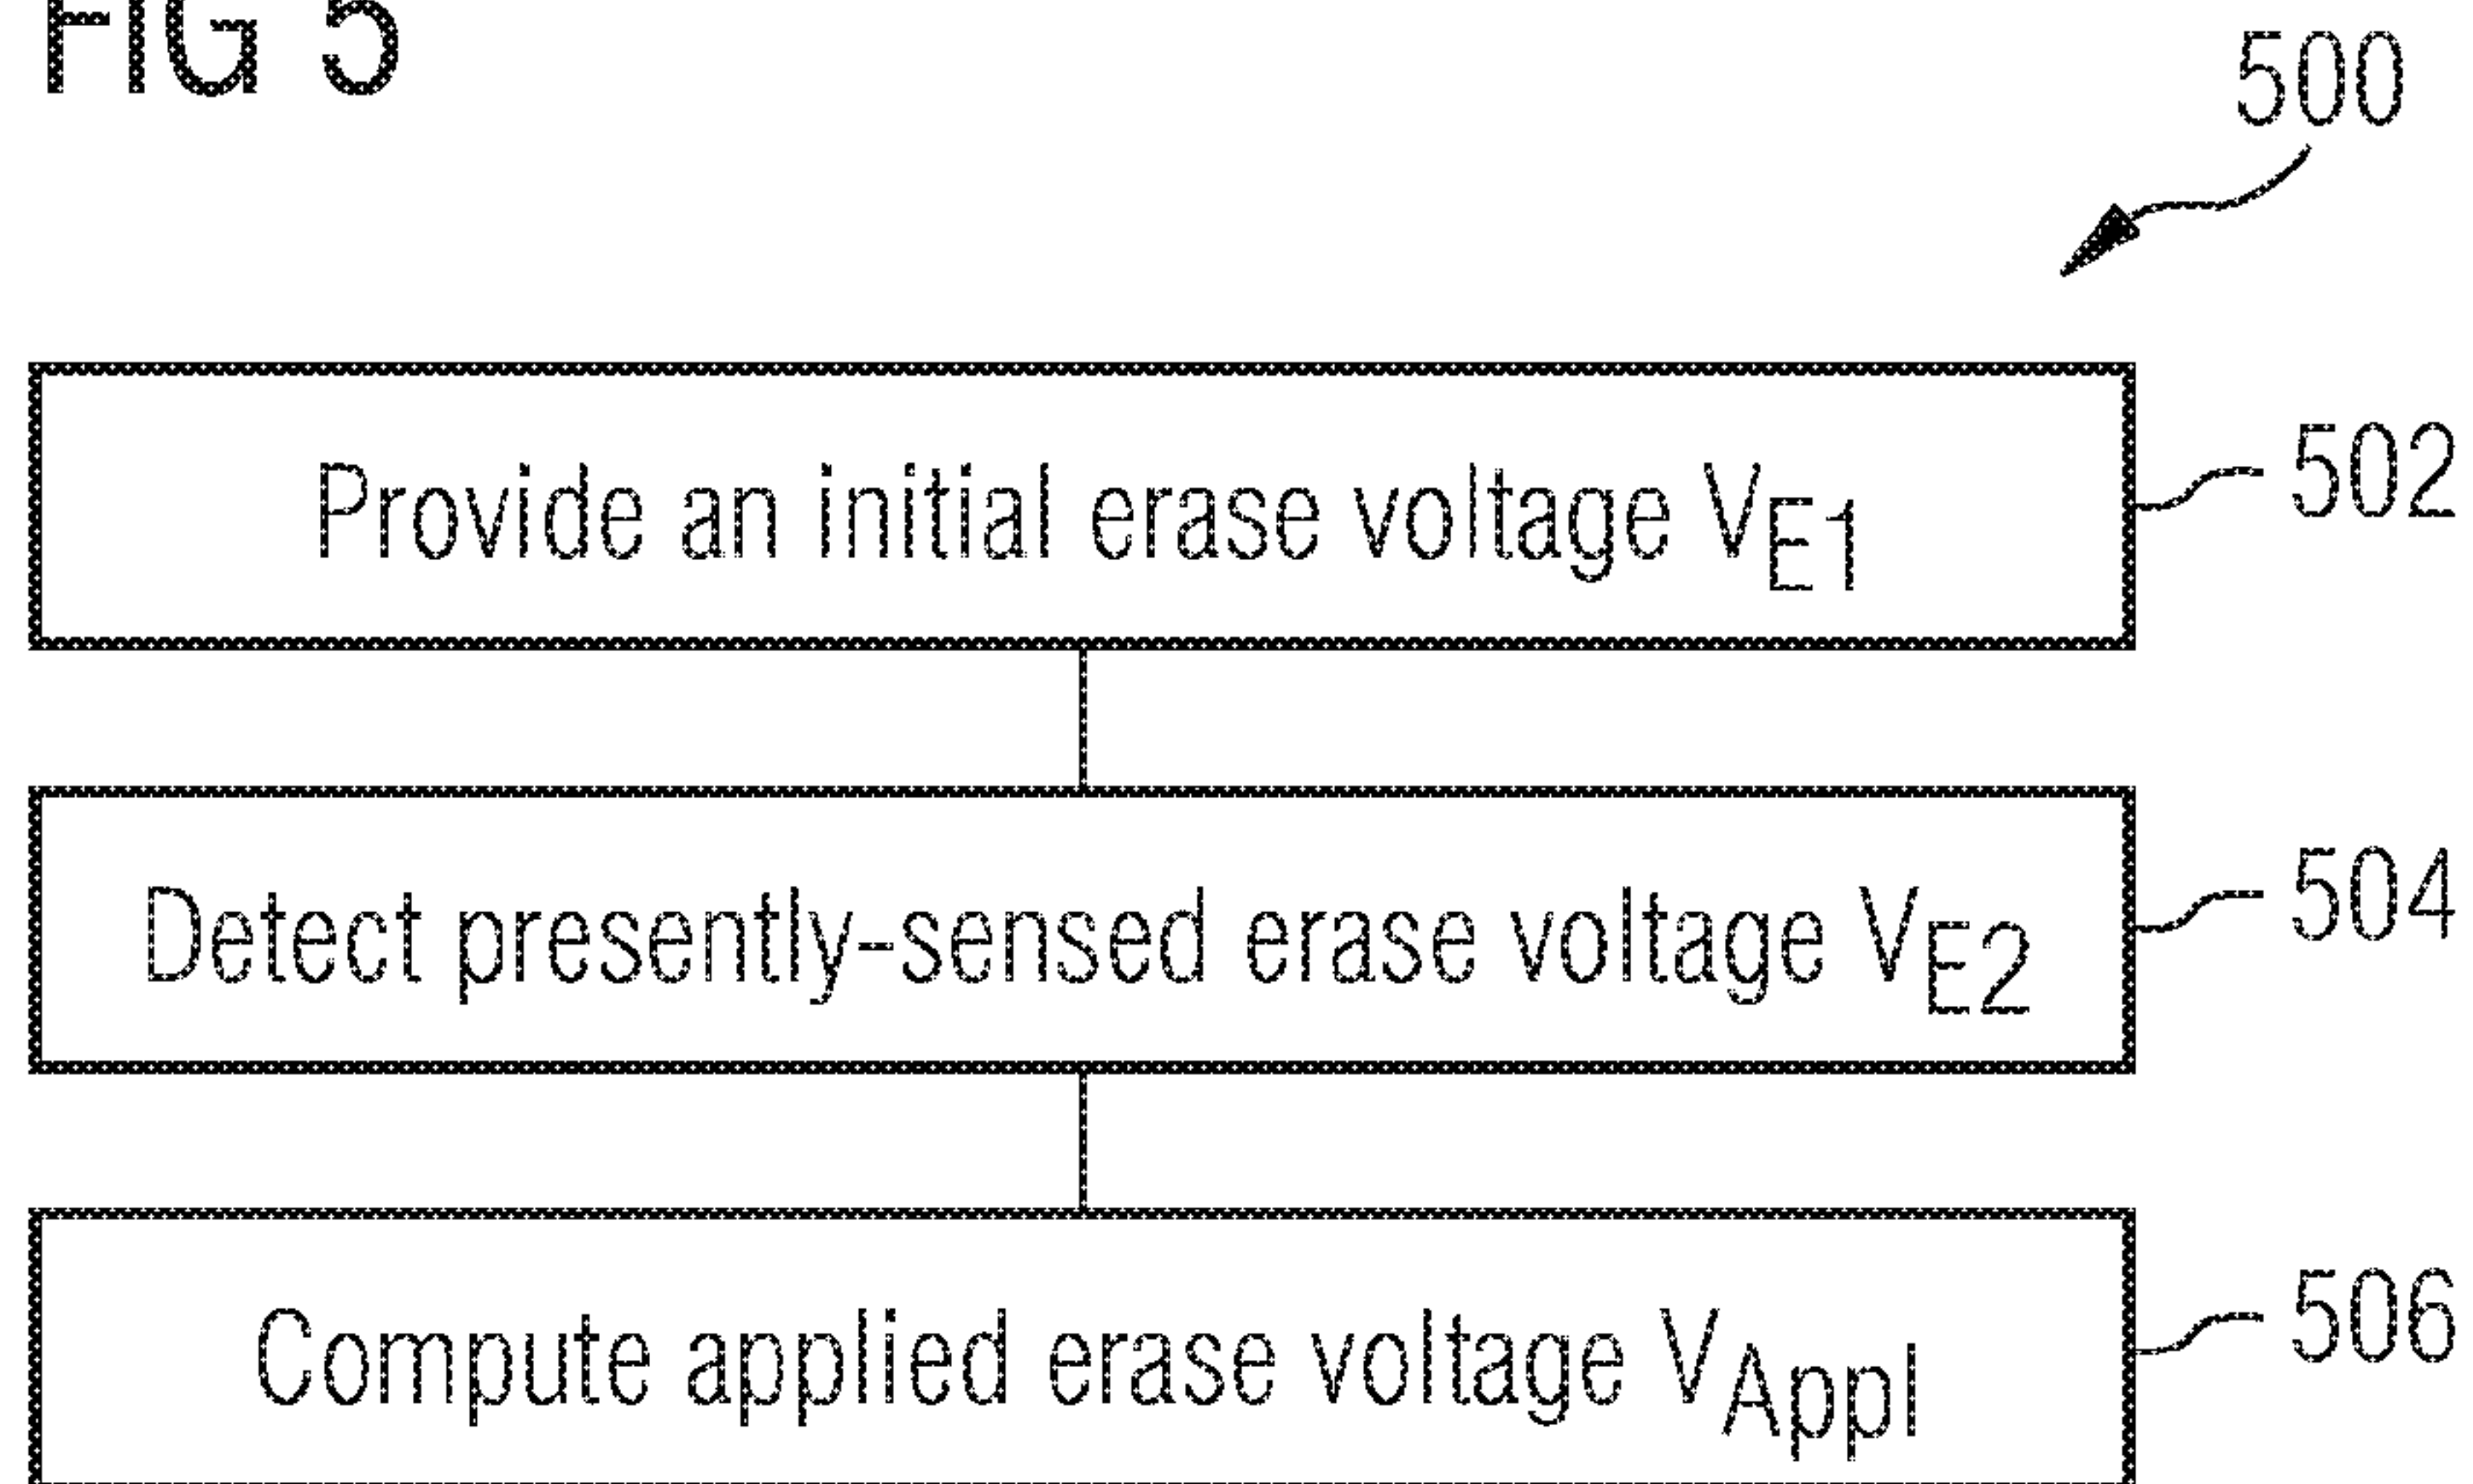 FIG 5
500
Provide an initial erase voltage VE1
502
Detect presently-sensed erase voltage VE2
504
Compute applied erase voltage VAppl
506